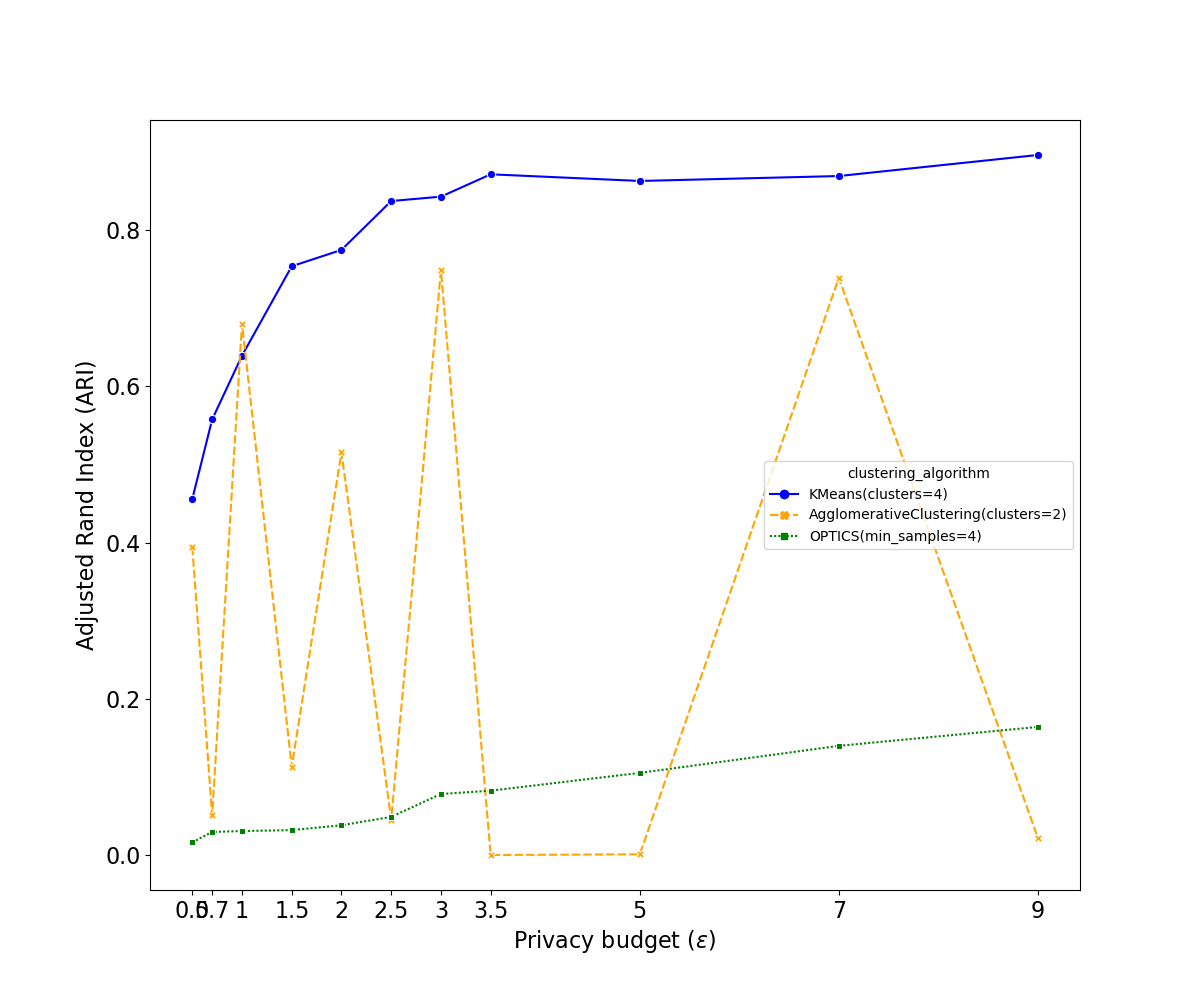 Adjusted Rand Index (ARI)
0.8
0.6
0.4
0.2
0.0
clustering_algorithm
KMeans(clusters=4)
AgglomerativeClustering(clusters=2)
OPTICS(min_samples=4)
0.5 0.7 1 1.5 2 2.5 3 3.5 5 7 9
Privacy budget (ε)